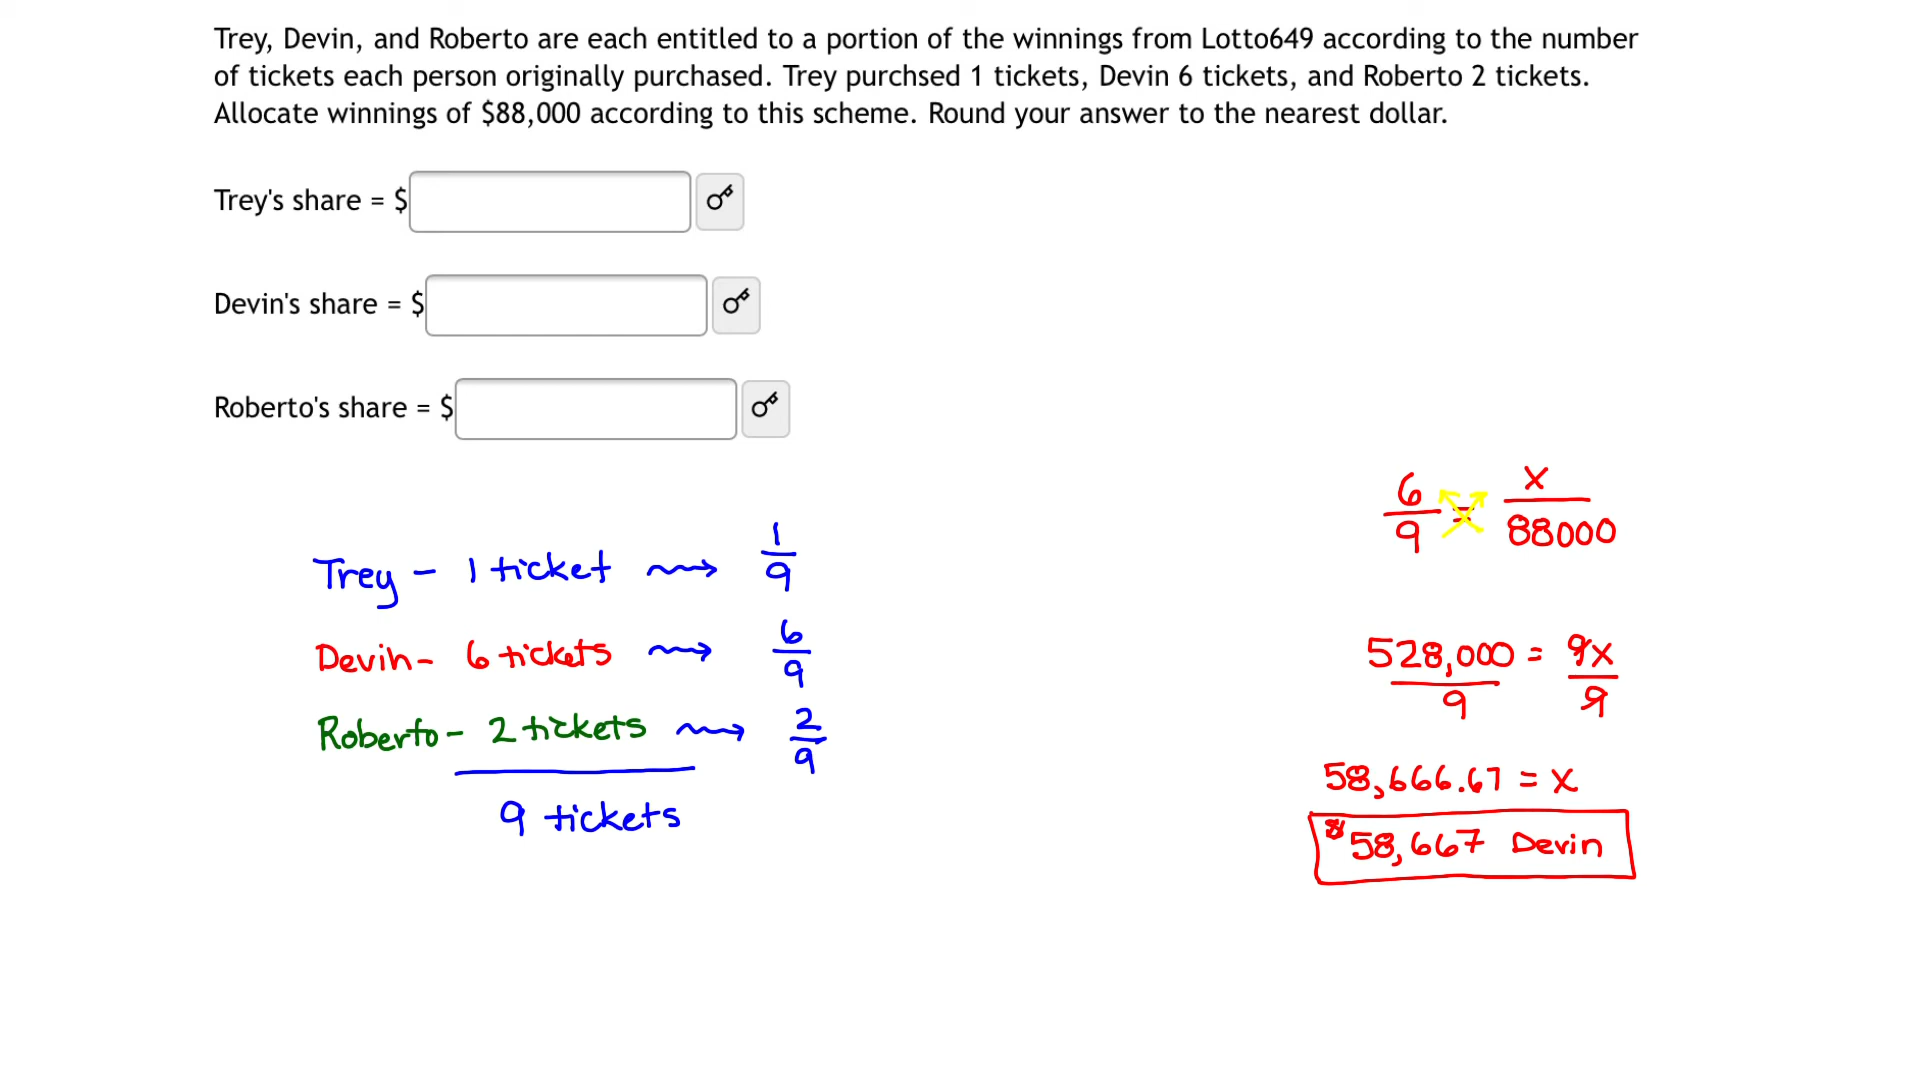 Trey, Devin, and Roberto are each entitled to a portion of the winnings from Lotto649 according to the number
of tickets each person originally purchased. Trey purchsed 1 tickets, Devin 6 tickets, and Roberto 2 tickets.
Allocate winnings of $88,000 according to this scheme. Round your answer to the nearest dollar.
Trey's share = $
Devin's share = $
Roberto's share = $
Trey - 1 ticket ⟿ 1/9
Devin- 6 tickets ⟿ 6/9
Roberto- 2 tickets ⟿ 2/9
9 tickets
6/9 = x/88000
528,000/9 = 9x/9
58,666.67 = x
$58,667 Devin